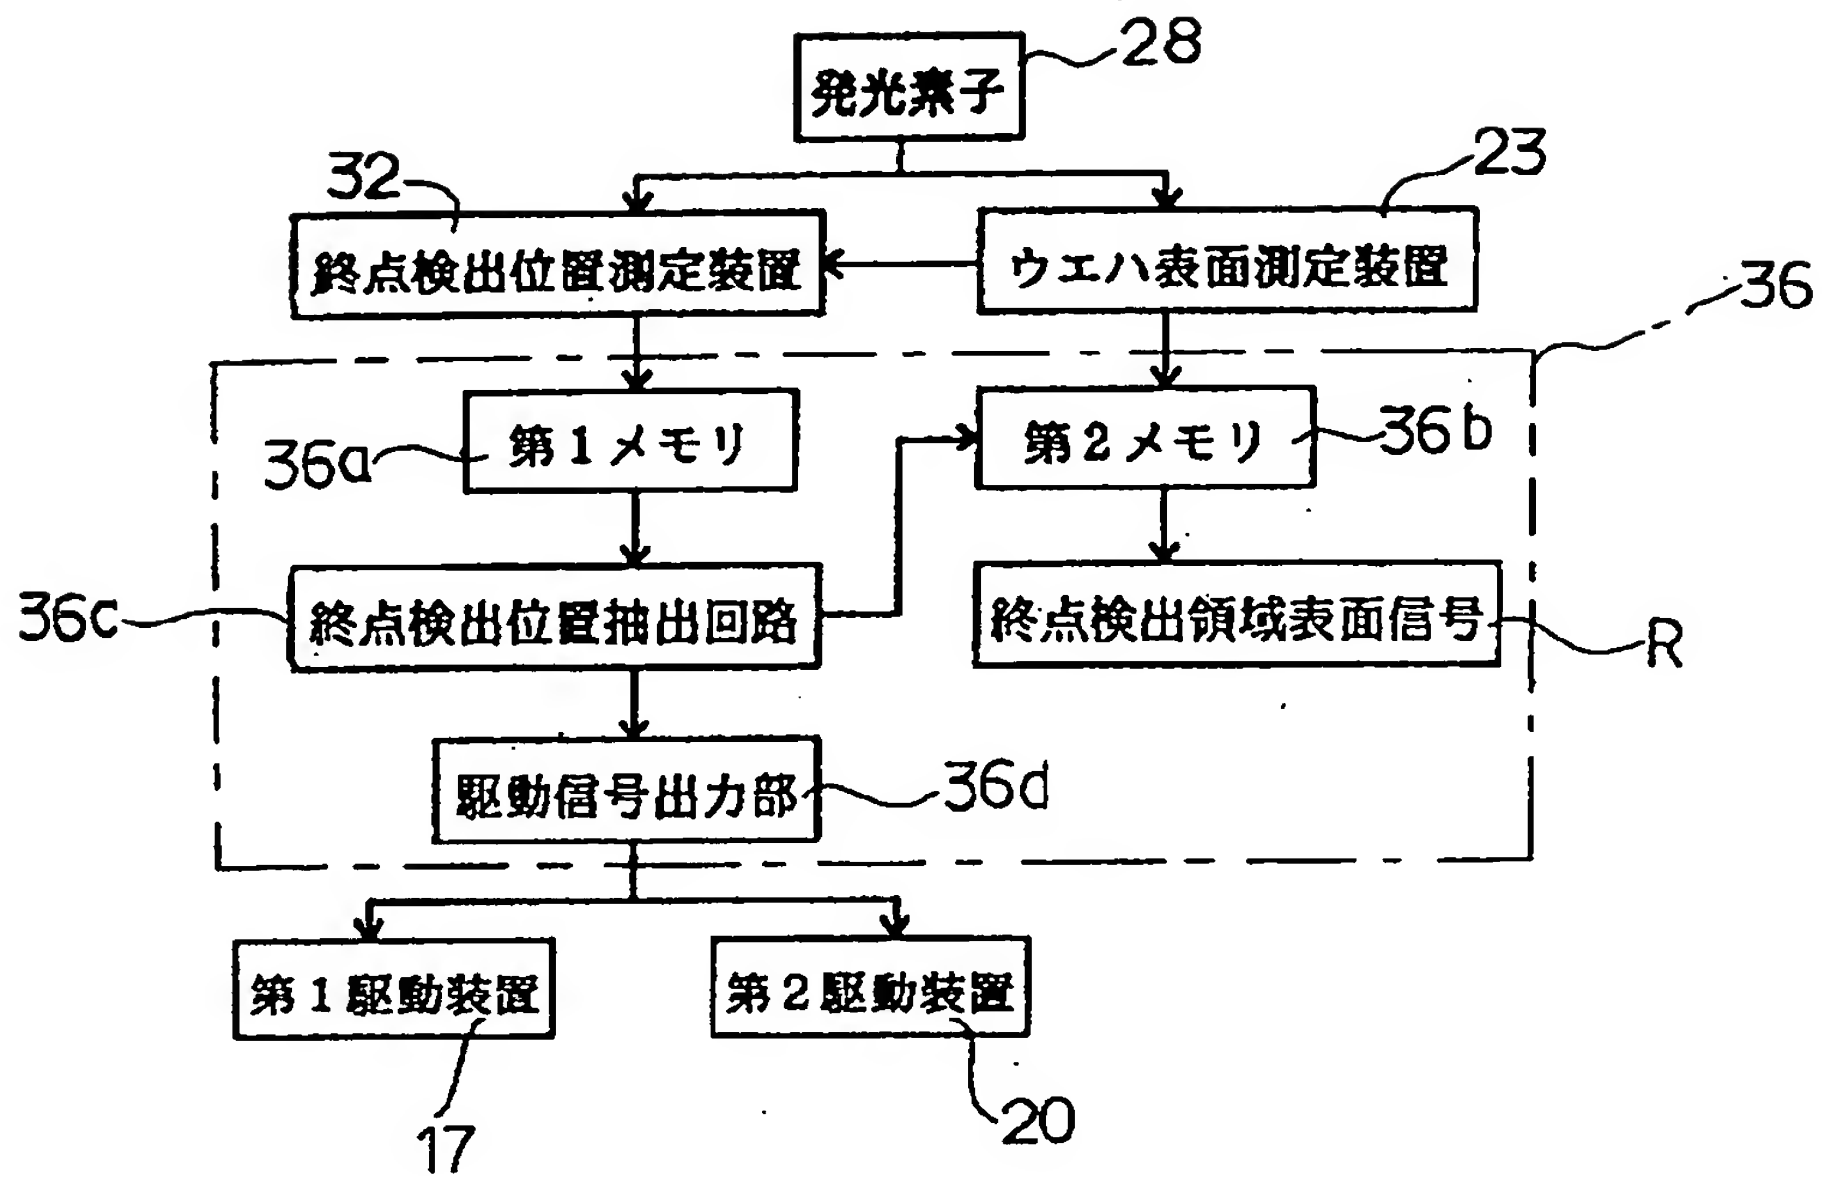 28
発光素子
32
23
終点検出位置測定装置
ウエハ表面測定装置
36
36a
第1メモリ
第2メモリ
36b
36c
終点検出位置抽出回路
終点検出領域表面信号
R
駆動信号出力部
36d
第1駆動装置
第2駆動装置
17
20